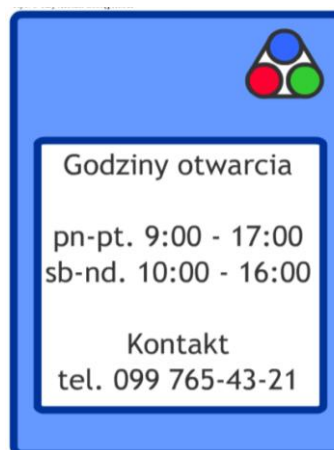 Godziny otwarcia
pn-pt. 9:00 - 17:00
sb-nd. 10:00 - 16:00
Kontakt
tel. 099 765-43-21